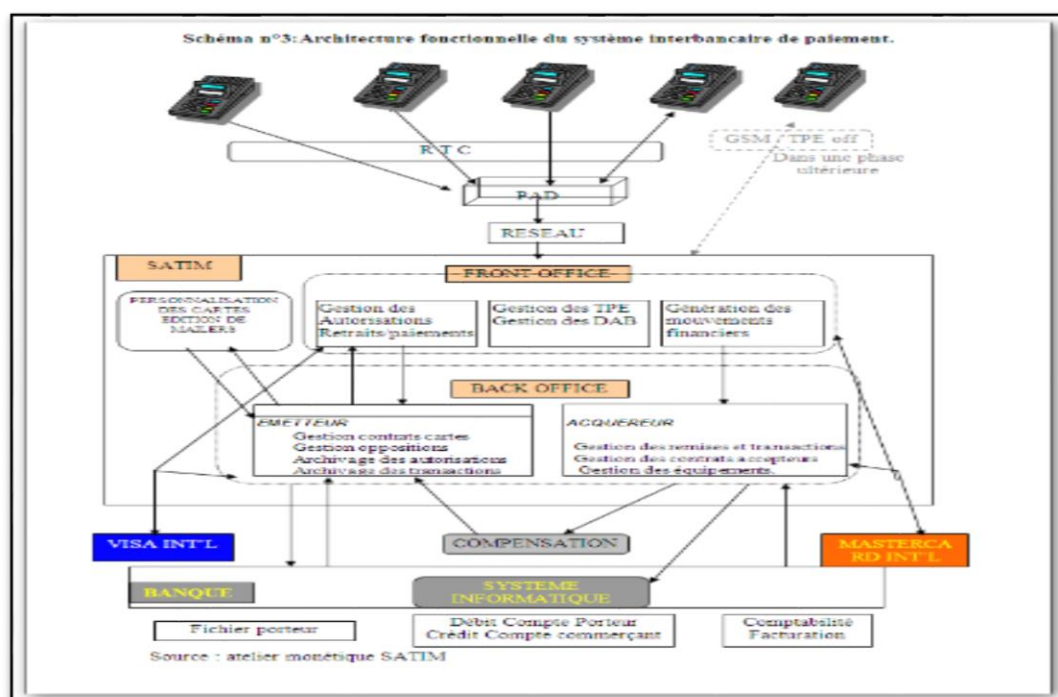 Schéma n°3: Architecture fonctionnelle du système interbancaire de paiement.
RTC
GSM / TPE off
Dans une phase
ultérieure
PAD
RESEAU
SATIM
FRONT OFFICE
PERSONNALISATION
DES CARTES
EDITION DE
MAILERS
Gestion des
Autorisations
Retraits/paiements
Gestion des TPE
Gestion des DAB
Génération des
mouvements
financiers
BACK OFFICE
EMETTEUR
Gestion contrats cartes
Gestion oppositions
Archivage des autorisations
Archivage des transactions
ACQUEREUR
Gestion des remises et transactions
Gestion des contrats accepteurs
Gestion des équipements.
VISA INT'L
COMPENSATION
MASTERCA
RD INT'L
BANQUE
SYSTEME
INFORMATIQUE
Fichier porteur
Débit Compte Porteur
Crédit Compte commerçant
Comptabilité
Facturation
Source : atelier monétique SATIM